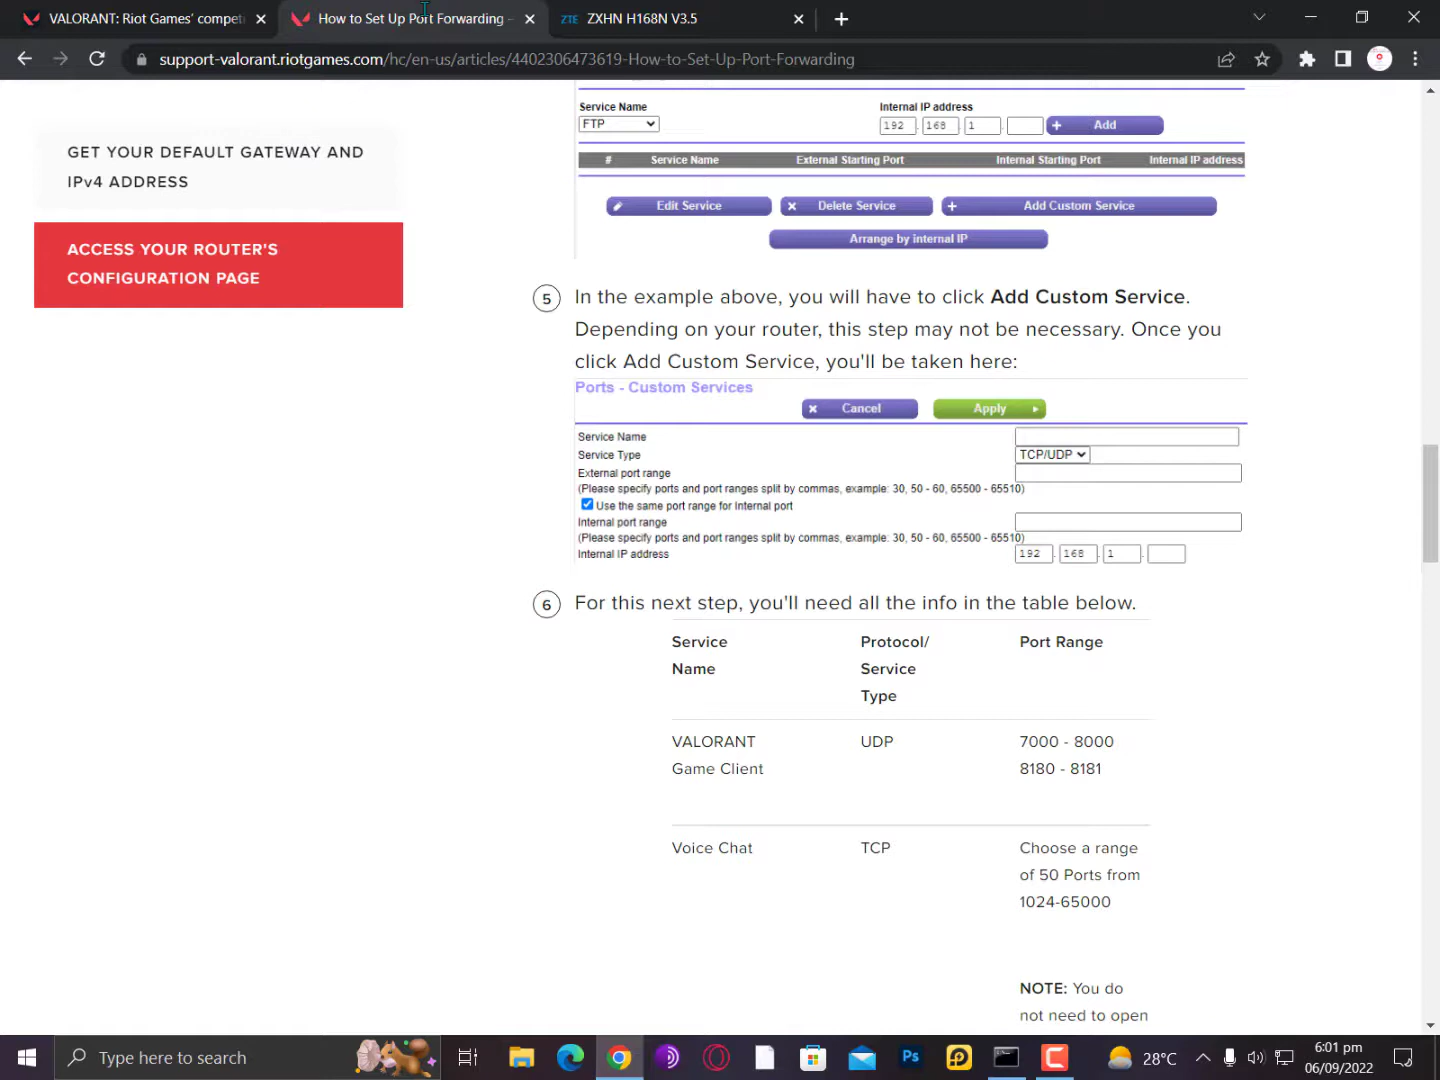 VALORANT: Riot Games' competi
How to Set Up Port Forwarding -
ZTE
ZXHN H168N V3.5
support-valorant.riotgames.com/hc/en-us/articles/4402306473619-How-to-Set-Up-Port-Forwarding
GET YOUR DEFAULT GATEWAY AND
IPv4 ADDRESS
ACCESS YOUR ROUTER'S
CONFIGURATION PAGE
Service Name
Internal IP address
FTP
192 . 168 . 1 .
+ Add
# Service Name External Starting Port Internal Starting Port Internal IP address
Edit Service
x Delete Service
+ Add Custom Service
Arrange by internal IP
5 In the example above, you will have to click Add Custom Service.
Depending on your router, this step may not be necessary. Once you
click Add Custom Service, you'll be taken here:
Ports - Custom Services
x Cancel
Apply
Service Name
Service Type
TCP/UDP
External port range
(Please specify ports and port ranges split by commas, example: 30, 50 - 60, 65500 - 65510)
Use the same port range for Internal port
Internal port range
(Please specify ports and port ranges split by commas, example: 30, 50 - 60, 65500 - 65510)
Internal IP address
192 . 168 . 1 .
6 For this next step, you'll need all the info in the table below.
Service
Name
Protocol/
Service
Type
Port Range
VALORANT
Game Client
UDP
7000 - 8000
8180 - 8181
Voice Chat
TCP
Choose a range
of 50 Ports from
1024-65000
NOTE: You do
not need to open
Type here to search
Ps
28°C
6:01 pm
06/09/2022